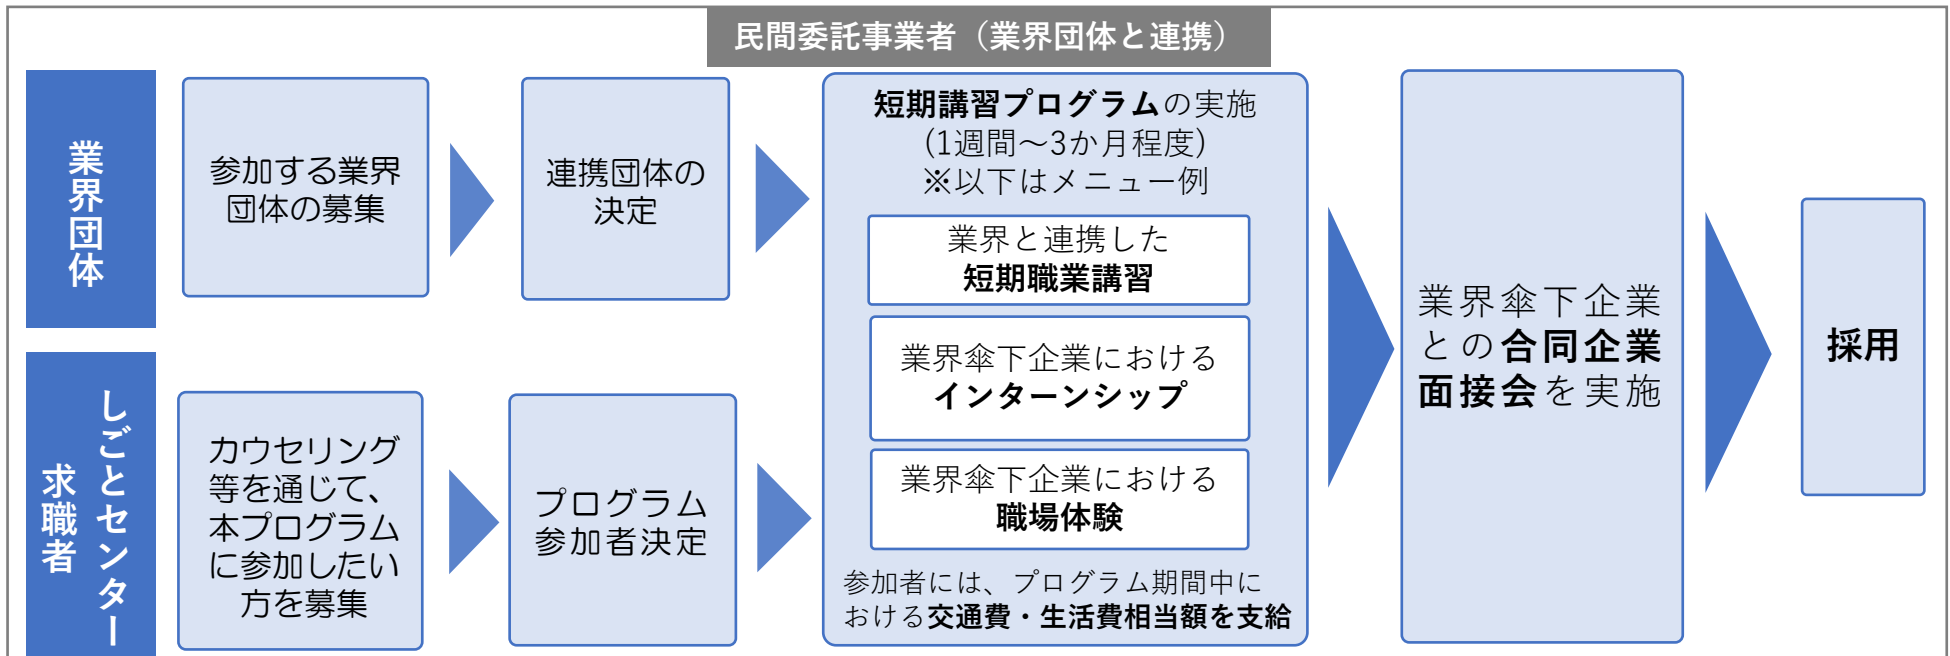 民間委託事業者（業界団体と連携）
業界団体
参加する業界
団体の募集
連携団体の
決定
しごとセンター
求職者
カウセリング
等を通じて、
本プログラム
に参加したい
方を募集
プログラム
参加者決定
短期講習プログラムの実施
(1週間～3か月程度)
※以下はメニュー例
業界と連携した
短期職業講習
業界傘下企業における
インターンシップ
業界傘下企業における
職場体験
参加者には、プログラム期間中に
おける交通費・生活費相当額を支給
業界傘下企業
との合同企業
面接会を実施
採用